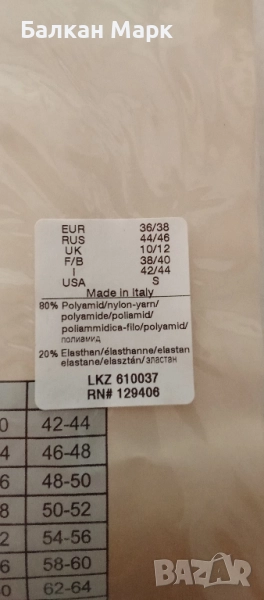 Балкан Марк
EUR 36/38
RUS 44/46
UK 10/12
F/B 38/40
I 42/44
USA S
Made in Italy
80% Polyamid/nylon-yarn/
polyamide/poliamid/
poliammidica-filo/polyamid/
полиамид
20% Elasthan/élasthanne/elastan
elastane/elasztán/эластан
LKZ 610037
RN# 129406
42-44
46-48
48-50
50-52
54-56
58-60
62-64
BAZAR